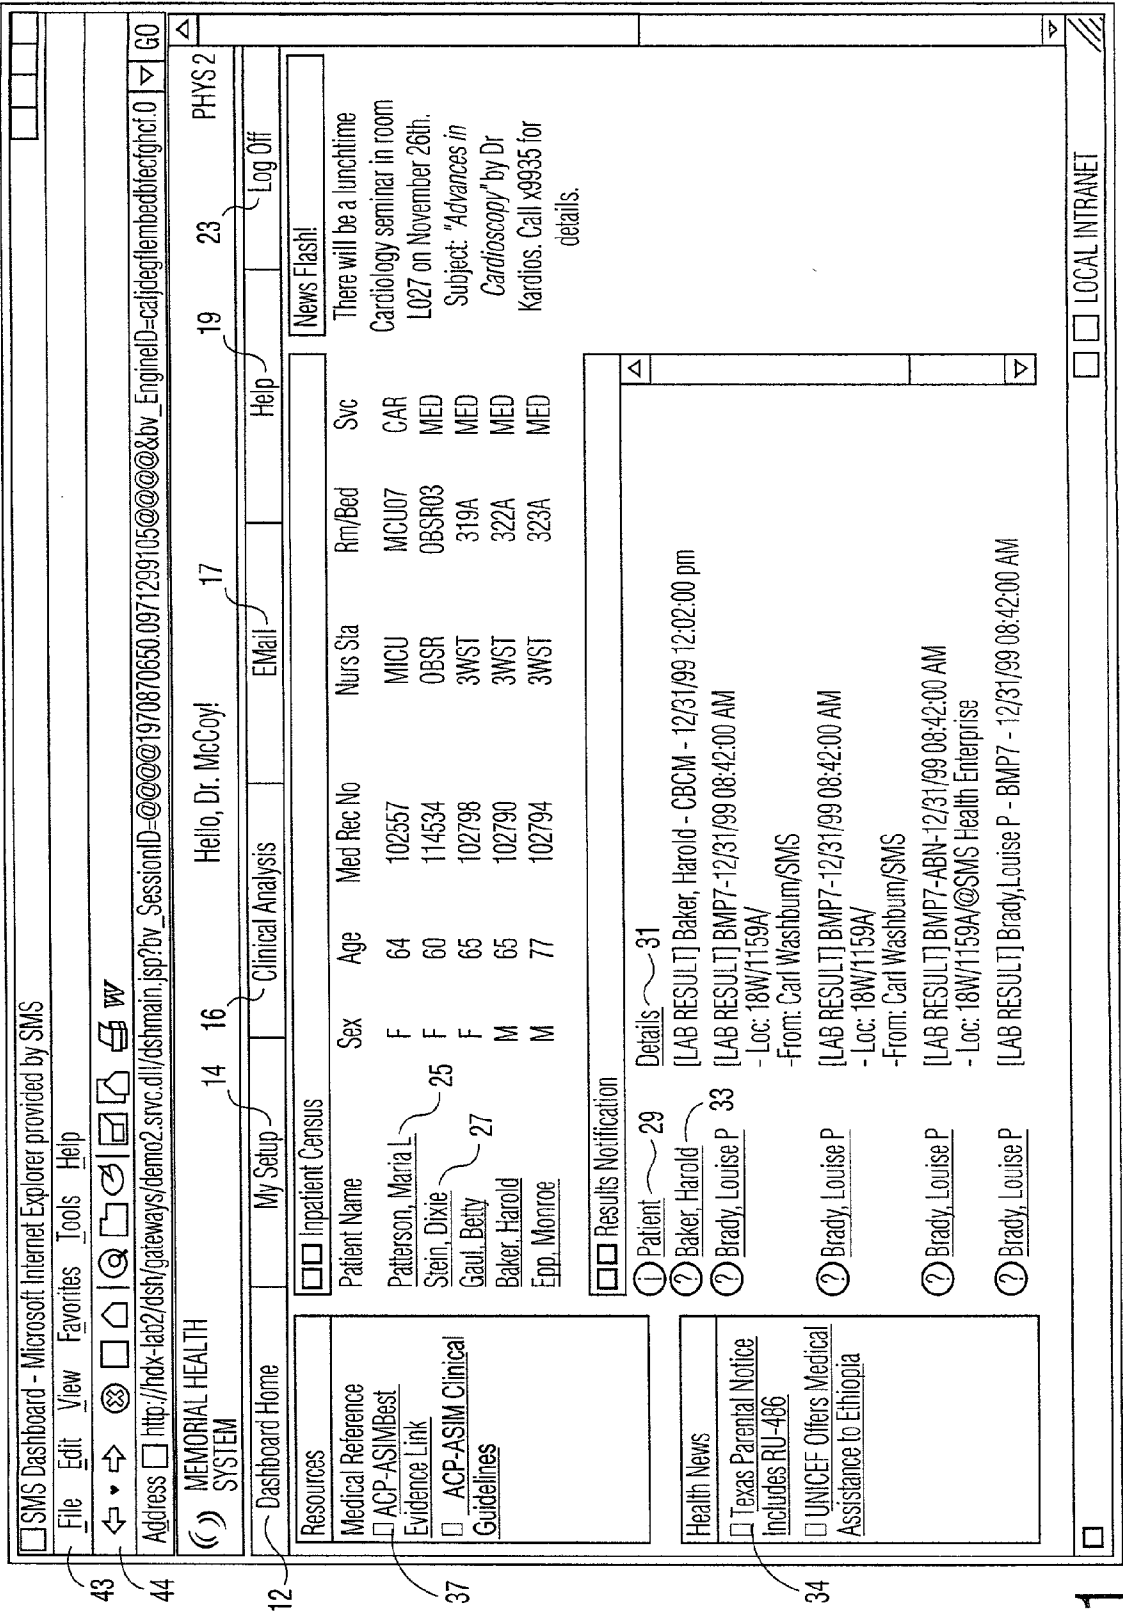 SMS Dashboard - Microsoft Internet Explorer provided by SMS
43
File Edit View Favorites Tools Help
44
W
Address http://hdx-lab2/dsh/gateways/demo2.srvc.dll/dshmain.jsp?bv_SessionID=@@@@1970870650.0971299105@@@@&bv_EngineID=caljdegflembedbfecfghcf.0 GO
MEMORIAL HEALTH SYSTEM
Hello, Dr. McCoy!
PHYS 2
14 16 17 19 23
12
Dashboard Home My Setup Clinical Analysis EMail Help Log Off
Resources
Medical Reference
ACP-ASIMBest
Evidence Link
37
ACP-ASIM Clinical
Guidelines
Inpatient Census
Patient Name Sex Age Med Rec No Nurs Sta Rm/Bed Svc
Patterson, Maria L 25 F 64 102557 MICU MCU07 CAR
Stein, Dixie 27 F 60 114534 OBSR OBSR03 MED
Gaul, Betty F 65 102798 3WST 319A MED
Baker, Harold M 65 102790 3WST 322A MED
Epp, Monroe M 77 102794 3WST 323A MED
News Flash!
There will be a lunchtime
Cardiology seminar in room
L027 on November 26th.
Subject: "Advances in
Cardioscopy" by Dr
Kardios. Call x9935 for
details.
Health News
Texas Parental Notice
Includes RU-486
34
UNICEF Offers Medical
Assistance to Ethiopia
Results Notification
i Patient 29 Details 31
? Baker, Harold 33 [LAB RESULT] Baker, Harold - CBCM - 12/31/99 12:02:00 pm
? Brady, Louise P [LAB RESULT] BMP7-12/31/99 08:42:00 AM
- Loc: 18W/1159A/
-From: Carl Washburn/SMS
? Brady, Louise P [LAB RESULT] BMP7-12/31/99 08:42:00 AM
- Loc: 18W/1159A/
-From: Carl Washburn/SMS
? Brady, Louise P [LAB RESULT] BMP7-ABN-12/31/99 08:42:00 AM
- Loc: 18W/1159A/@SMS Health Enterprise
? Brady, Louise P [LAB RESULT] Brady,Louise P - BMP7 - 12/31/99 08:42:00 AM
LOCAL INTRANET
1